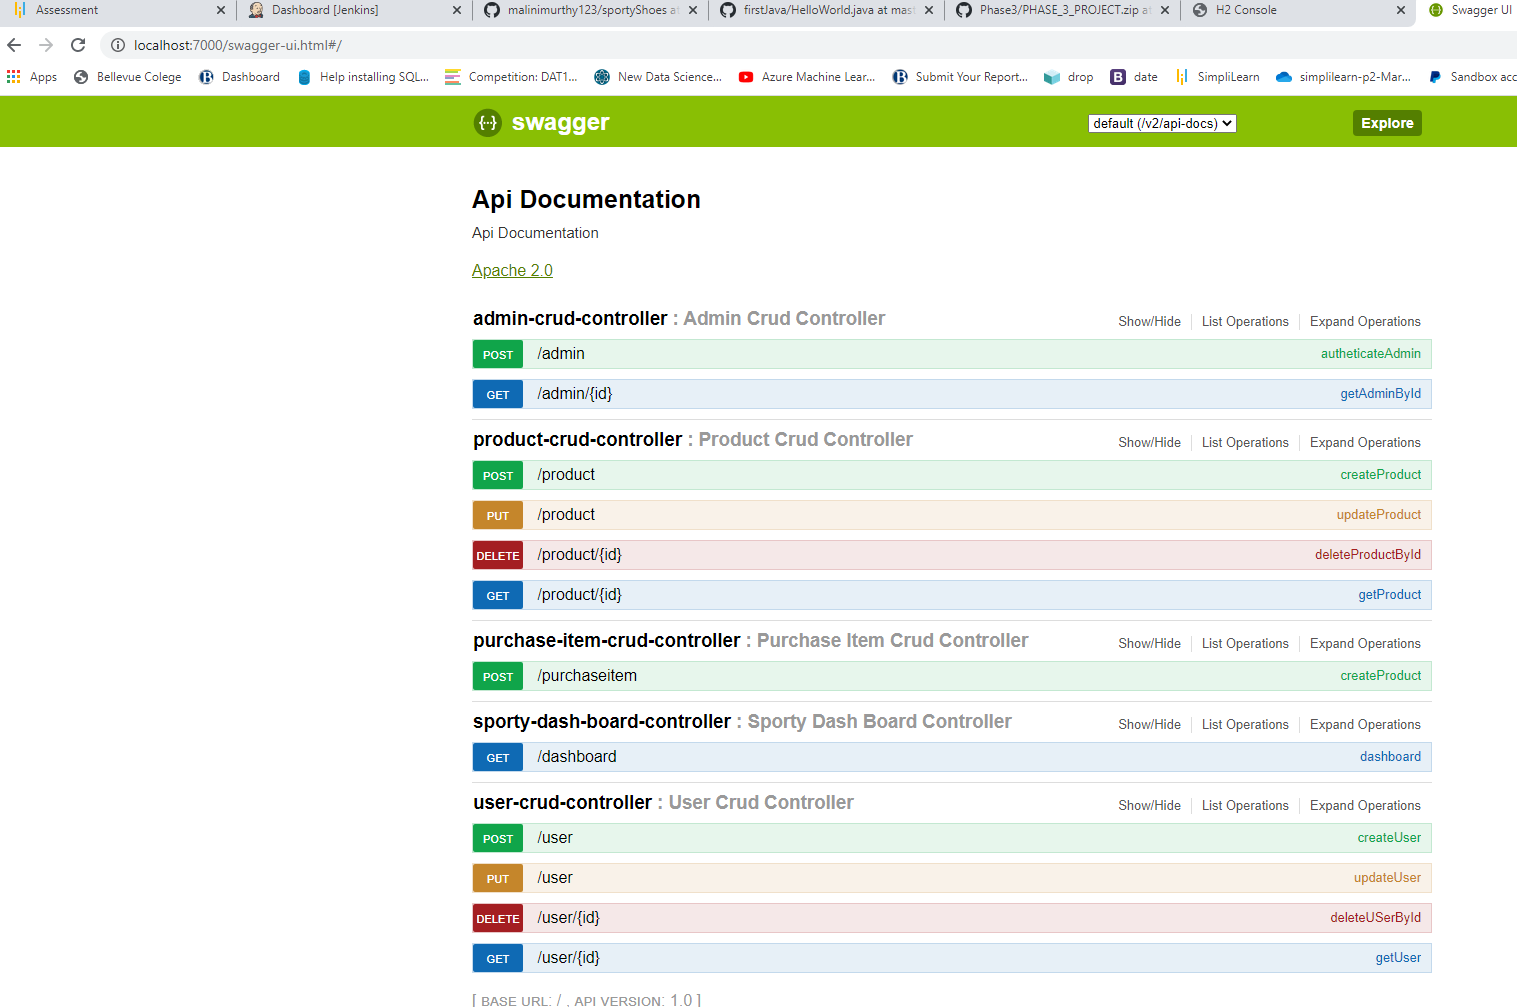 Assessment Dashboard [Jenkins] malinimurthy123/sportyShoes at firstJava/HelloWorld.java at mast Phase3/PHASE_3_PROJECT.zip at H2 Console Swagger UI
localhost:7000/swagger-ui.html#/
Apps Bellevue Colege Dashboard Help installing SQL... Competition: DAT1... New Data Science... Azure Machine Lear... Submit Your Report... drop date SimpliLearn simplilearn-p2-Mar... Sandbox acc
swagger default (/v2/api-docs) Explore
Api Documentation
Api Documentation
Apache 2.0
admin-crud-controller : Admin Crud Controller Show/Hide List Operations Expand Operations
POST /admin autheticateAdmin
GET /admin/{id} getAdminById
product-crud-controller : Product Crud Controller Show/Hide List Operations Expand Operations
POST /product createProduct
PUT /product updateProduct
DELETE /product/{id} deleteProductById
GET /product/{id} getProduct
purchase-item-crud-controller : Purchase Item Crud Controller Show/Hide List Operations Expand Operations
POST /purchaseitem createProduct
sporty-dash-board-controller : Sporty Dash Board Controller Show/Hide List Operations Expand Operations
GET /dashboard dashboard
user-crud-controller : User Crud Controller Show/Hide List Operations Expand Operations
POST /user createUser
PUT /user updateUser
DELETE /user/{id} deleteUSerById
GET /user/{id} getUser
[ BASE URL: / , API VERSION: 1.0 ]